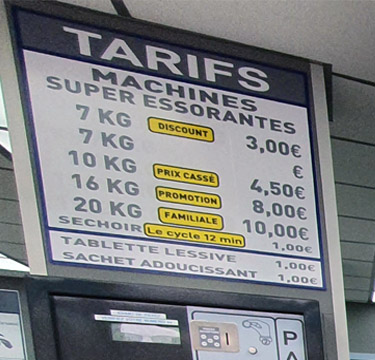 TARIFS
MACHINES
SUPER ESSORANTES
7 KG DISCOUNT 3,00€
7 KG €
10 KG PRIX CASSÉ 4,50€
16 KG PROMOTION 8,00€
20 KG FAMILIALE 10,00€
SECHOIR Le cycle 12 min 1,00€
TABLETTE LESSIVE 1,00€
SACHET ADOUCISSANT 1,00€
1
P